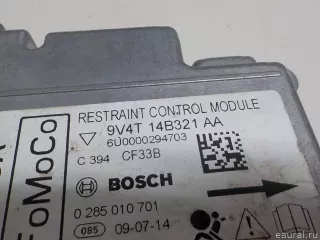 RESTRAINT CONTROL MODULE
9V4T 14B321 AA
6U0000294703
C 394 CF33B
FoMoCo
BOSCH
0 285 010 701
085 09-07-14
eaural.ru